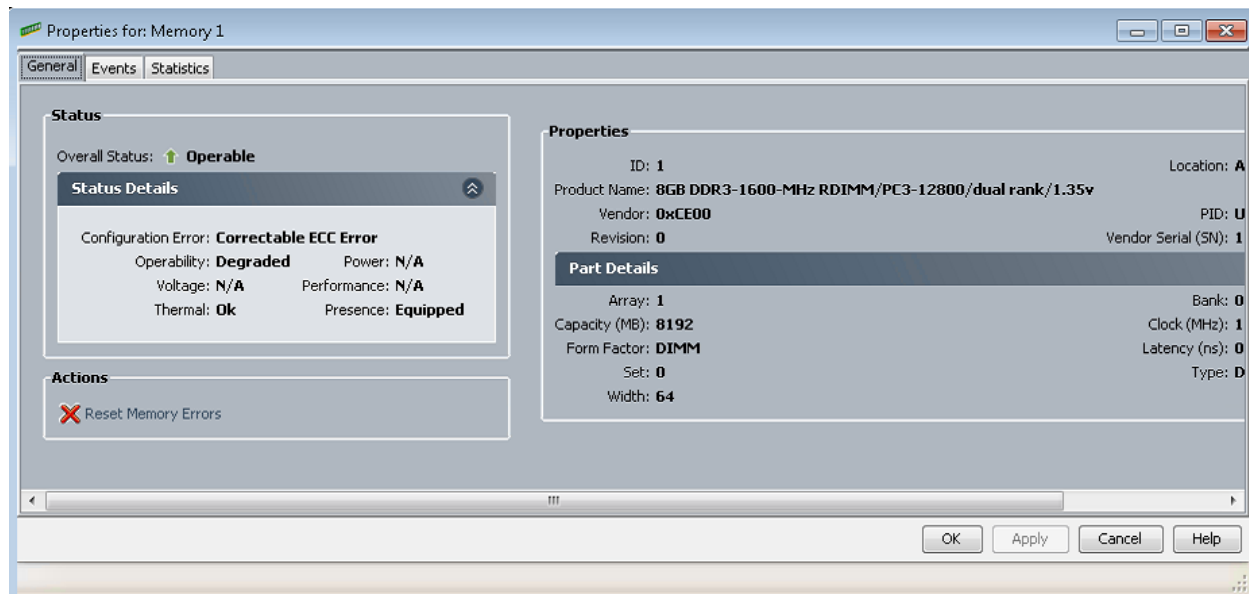 Properties for: Memory 1
General Events Statistics
Status
Overall Status: Operable
Status Details
Configuration Error: Correctable ECC Error
Operability: Degraded Power: N/A
Voltage: N/A Performance: N/A
Thermal: Ok Presence: Equipped
Actions
Reset Memory Errors
Properties
ID: 1 Location: A
Product Name: 8GB DDR3-1600-MHz RDIMM/PC3-12800/dual rank/1.35v
Vendor: 0xCE00 PID: U
Revision: 0 Vendor Serial (SN): 1
Part Details
Array: 1 Bank: 0
Capacity (MB): 8192 Clock (MHz): 1
Form Factor: DIMM Latency (ns): 0
Set: 0 Type: D
Width: 64
OK Apply Cancel Help